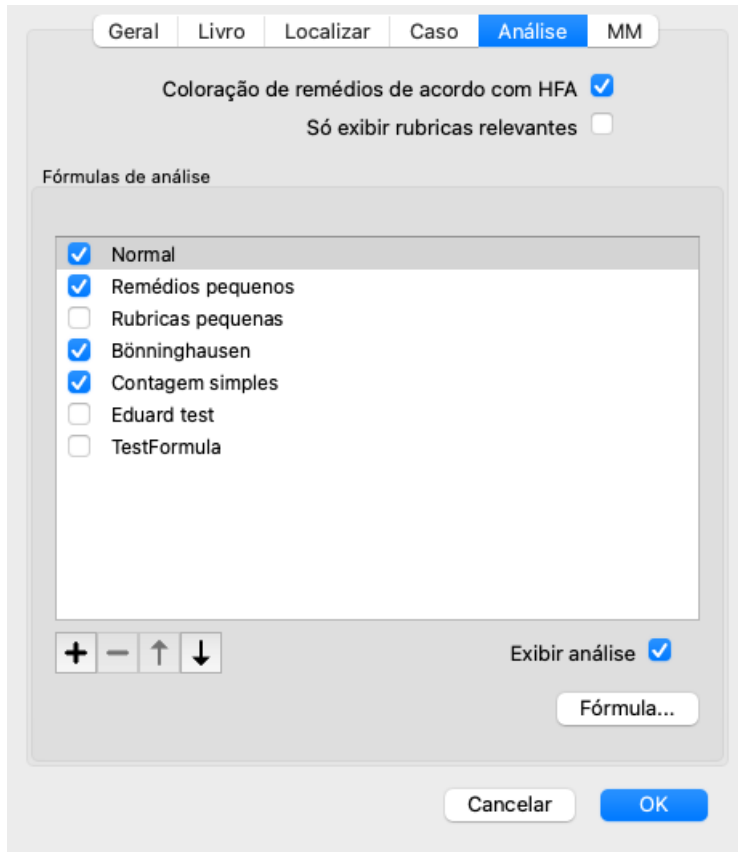 Geral Livro Localizar Caso Análise MM
Coloração de remédios de acordo com HFA
Só exibir rubricas relevantes
Fórmulas de análise
Normal
Remédios pequenos
Rubricas pequenas
Bönninghausen
Contagem simples
Eduard test
TestFormula
Exibir análise
Fórmula...
Cancelar OK